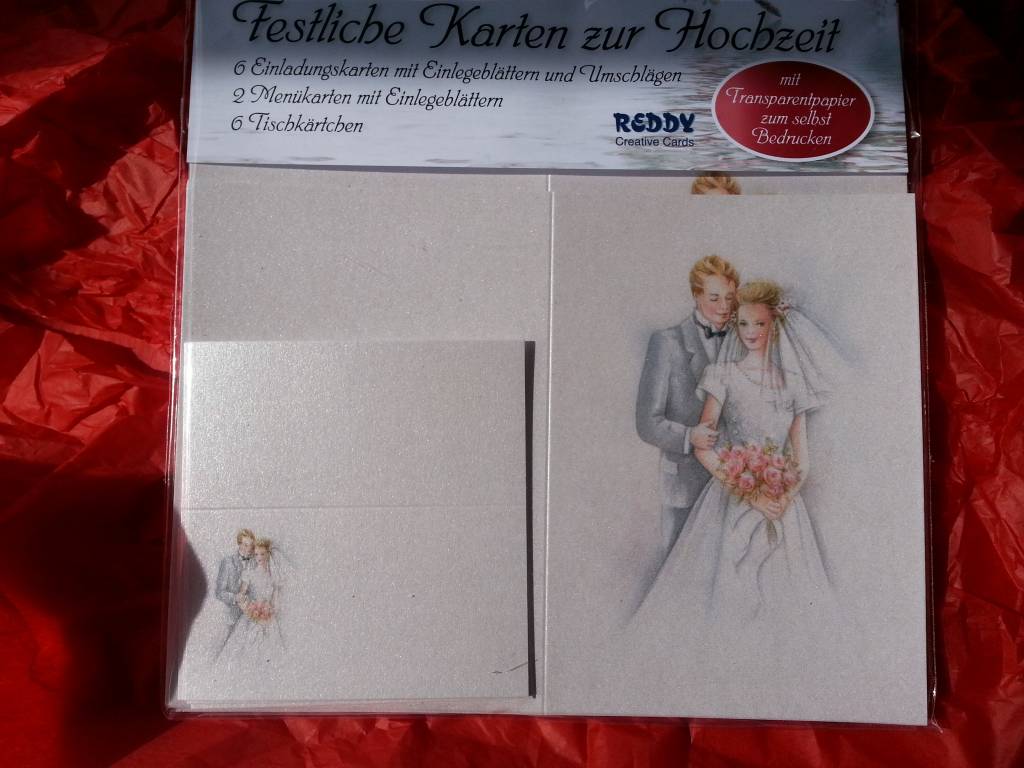 Festliche Karten zur Hochzeit
6 Einladungskarten mit Einlegeblättern und Umschlägen
2 Menükarten mit Einlegeblättern
6 Tischkärtchen
REDDY
Creative Cards
mit
Transparentpapier
zum selbst
Bedrucken